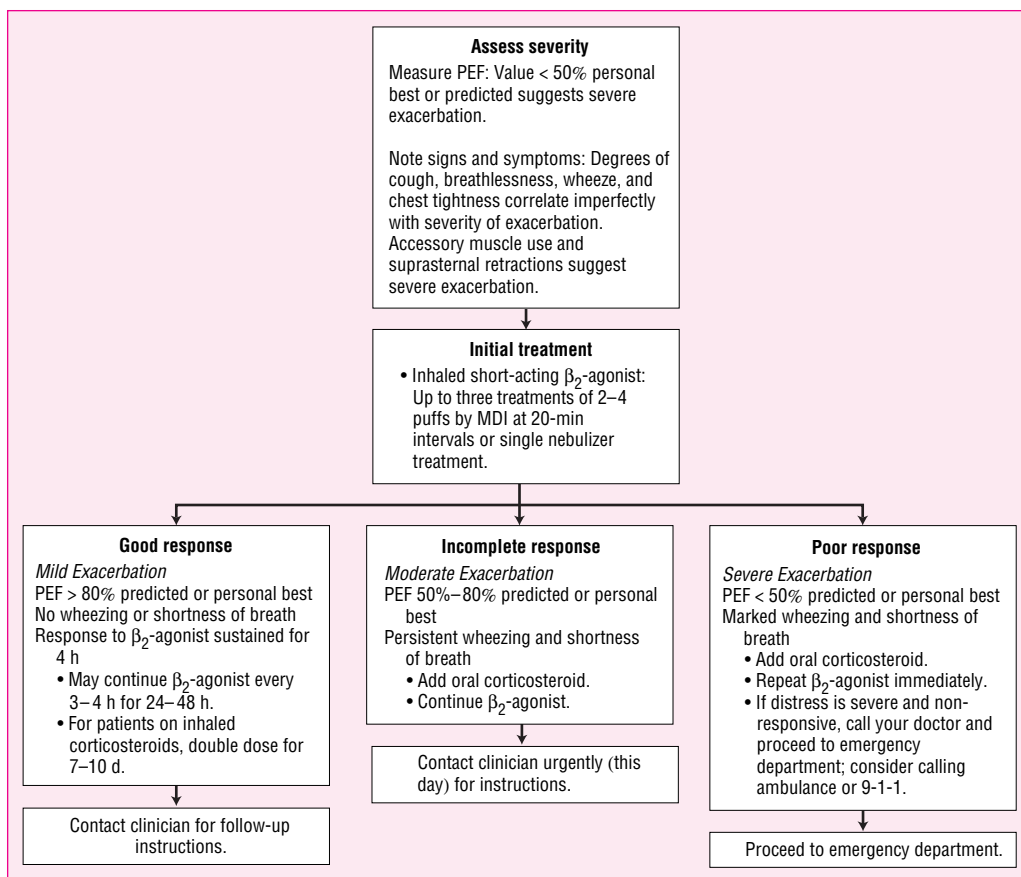 Assess severity
Measure PEF: Value < 50% personal
best or predicted suggests severe
exacerbation.
Note signs and symptoms: Degrees of
cough, breathlessness, wheeze, and
chest tightness correlate imperfectly
with severity of exacerbation.
Accessory muscle use and
suprasternal retractions suggest
severe exacerbation.
Initial treatment
• Inhaled short-acting β₂-agonist:
Up to three treatments of 2–4
puffs by MDI at 20-min
intervals or single nebulizer
treatment.
Good response
Mild Exacerbation
PEF > 80% predicted or personal best
No wheezing or shortness of breath
Response to β₂-agonist sustained for
4 h
• May continue β₂-agonist every
3–4 h for 24–48 h.
• For patients on inhaled
corticosteroids, double dose for
7–10 d.
Contact clinician for follow-up
instructions.
Incomplete response
Moderate Exacerbation
PEF 50%–80% predicted or personal
best
Persistent wheezing and shortness
of breath
• Add oral corticosteroid.
• Continue β₂-agonist.
Contact clinician urgently (this
day) for instructions.
Poor response
Severe Exacerbation
PEF < 50% predicted or personal best
Marked wheezing and shortness of
breath
• Add oral corticosteroid.
• Repeat β₂-agonist immediately.
• If distress is severe and non-
responsive, call your doctor and
proceed to emergency
department; consider calling
ambulance or 9-1-1.
Proceed to emergency department.